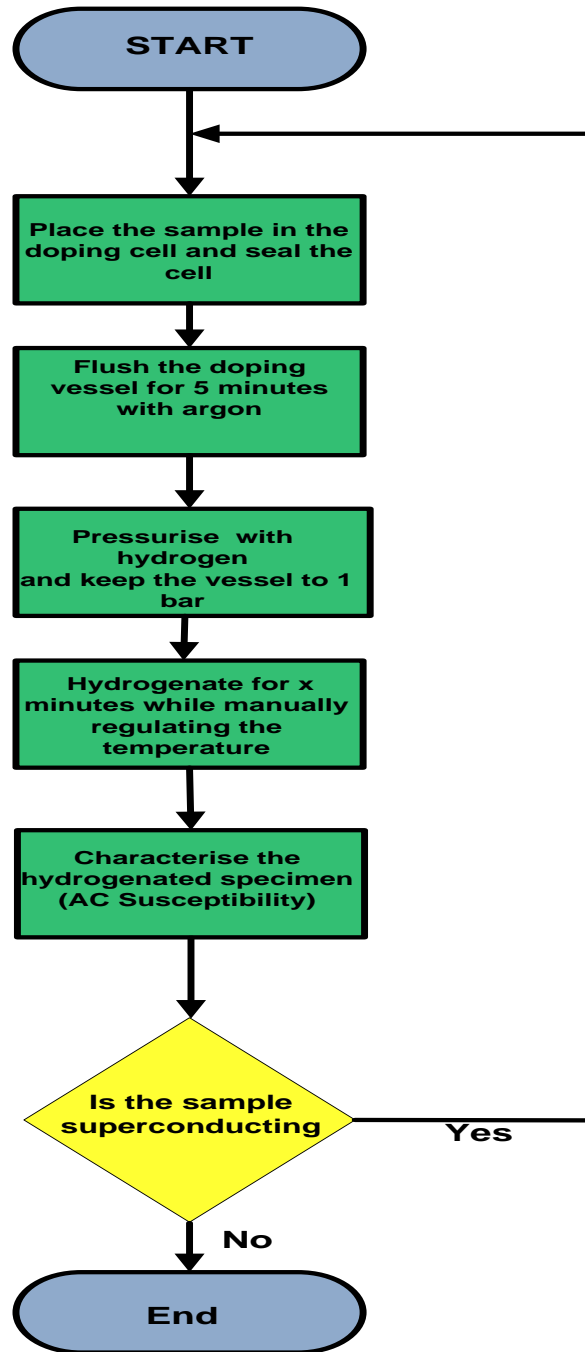 START
Place the sample in the
doping cell and seal the
cell
Flush the doping
vessel for 5 minutes
with argon
Pressurise with
hydrogen
and keep the vessel to 1
bar
Hydrogenate for x
minutes while manually
regulating the
temperature
Characterise the
hydrogenated specimen
(AC Susceptibility)
Is the sample
superconducting
Yes
No
End